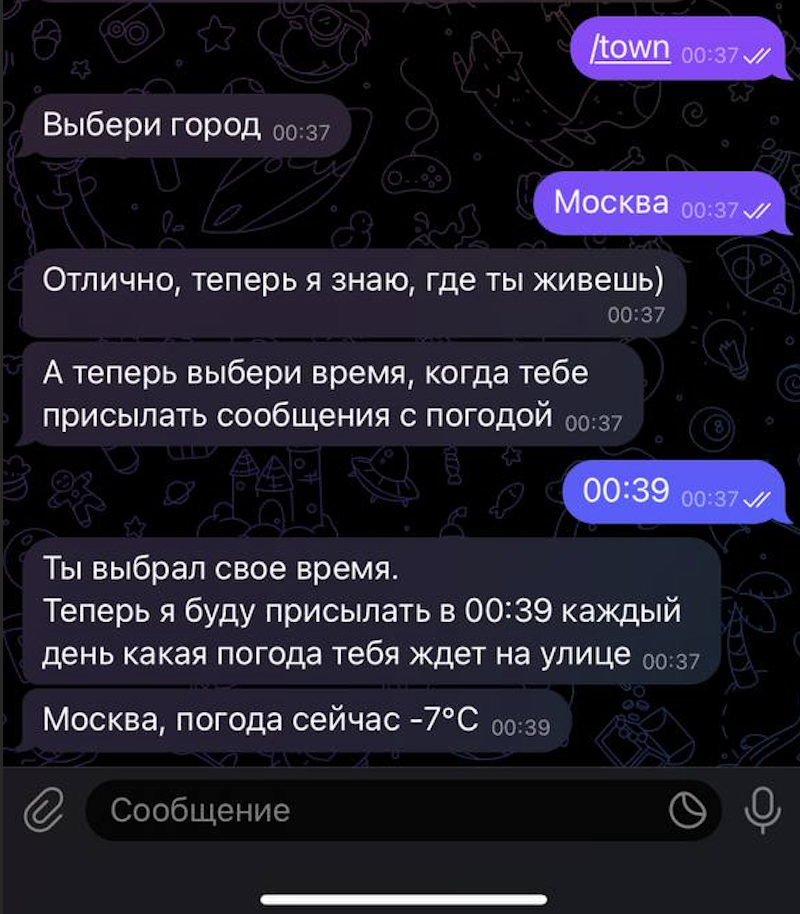 /town 00:37
Выбери город 00:37
Москва 00:37
Отлично, теперь я знаю, где ты живешь)
00:37
А теперь выбери время, когда тебе
присылать сообщения с погодой 00:37
00:39 00:37
Ты выбрал свое время.
Теперь я буду присылать в 00:39 каждый
день какая погода тебя ждет на улице 00:37
Москва, погода сейчас -7°C 00:39
Сообщение